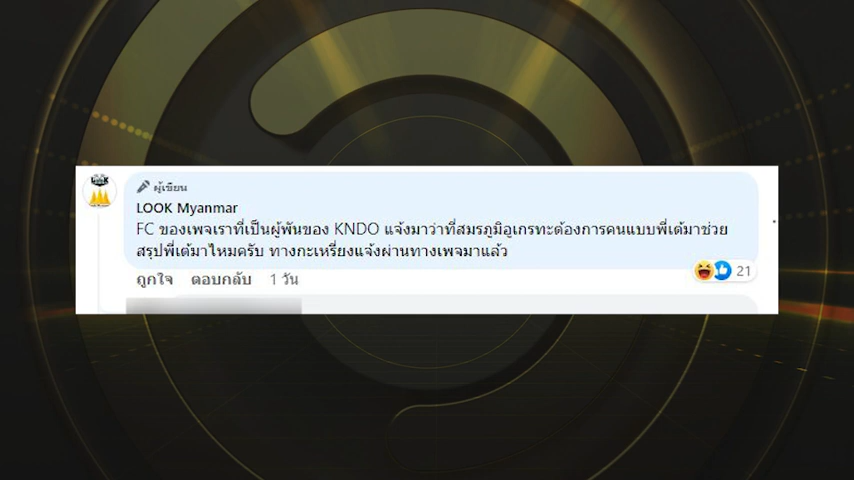 ผู้เขียน
LOOK Myanmar
FC ของเพจเราที่เป็นผู้พันของ KNDO แจ้งมาว่าที่สมรภูมิอูเกรทะต้องการคนแบบพี่เต้มาช่วย
สรุปพี่เต้มาไหมครับ ทางกะเหรี่ยงแจ้งผ่านทางเพจมาแล้ว
21
ถูกใจ ตอบกลับ 1 วัน